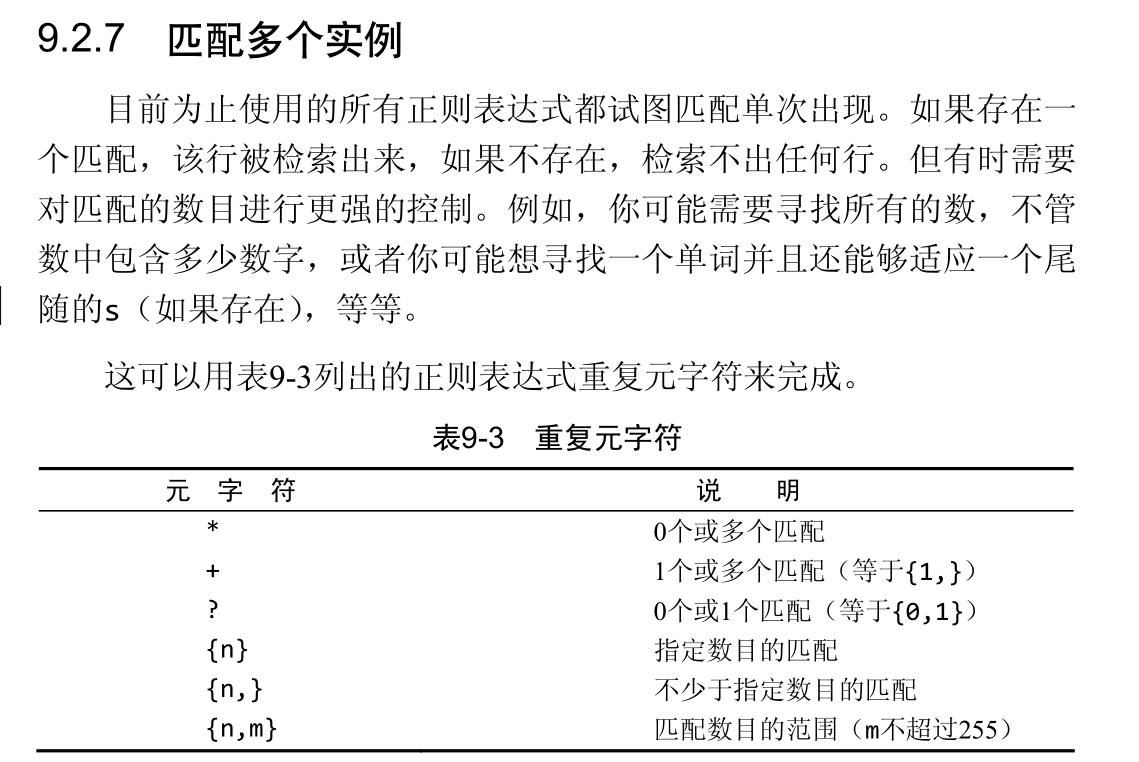 9.2.7 匹配多个实例
目前为止使用的所有正则表达式都试图匹配单次出现。如果存在一
个匹配，该行被检索出来，如果不存在，检索不出任何行。但有时需要
对匹配的数目进行更强的控制。例如，你可能需要寻找所有的数，不管
数中包含多少数字，或者你可能想寻找一个单词并且还能够适应一个尾
随的s（如果存在），等等。
这可以用表9-3列出的正则表达式重复元字符来完成。
表9-3 重复元字符
元 字 符 说 明
* 0个或多个匹配
+ 1个或多个匹配（等于{1,}）
? 0个或1个匹配（等于{0,1}）
{n} 指定数目的匹配
{n,} 不少于指定数目的匹配
{n,m} 匹配数目的范围（m不超过255）